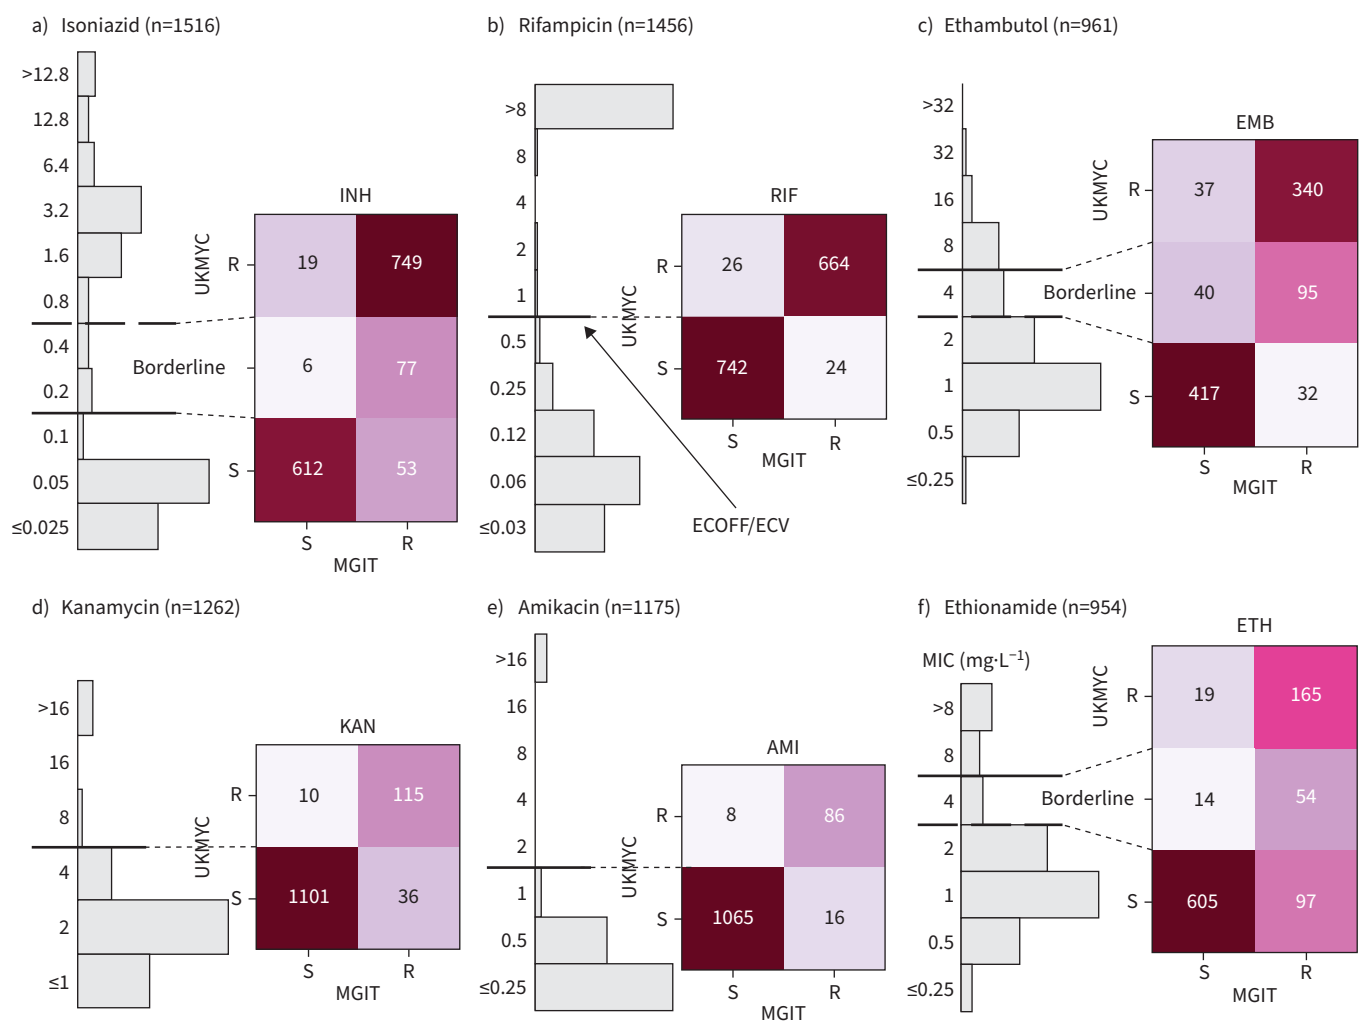 a) Isoniazid (n=1516)
>12.8
12.8
6.4
3.2
1.6
0.8
0.4
0.2
0.1
0.05
≤0.025
INH
UKMYC
R
19
749
Borderline
6
77
S
612
53
S
R
MGIT
b) Rifampicin (n=1456)
>8
8
4
2
1
0.5
0.25
0.12
0.06
≤0.03
RIF
UKMYC
R
26
664
S
742
24
S
R
MGIT
ECOFF/ECV
c) Ethambutol (n=961)
>32
32
16
8
4
2
1
0.5
≤0.25
EMB
UKMYC
R
37
340
Borderline
40
95
S
417
32
S
R
MGIT
d) Kanamycin (n=1262)
>16
16
8
4
2
≤1
KAN
UKMYC
R
10
115
S
1101
36
S
R
MGIT
e) Amikacin (n=1175)
>16
16
8
4
2
1
0.5
≤0.25
AMI
UKMYC
R
8
86
S
1065
16
S
R
MGIT
f) Ethionamide (n=954)
MIC (mg·L⁻¹)
>8
8
4
2
1
0.5
≤0.25
ETH
UKMYC
R
19
165
Borderline
14
54
S
605
97
S
R
MGIT